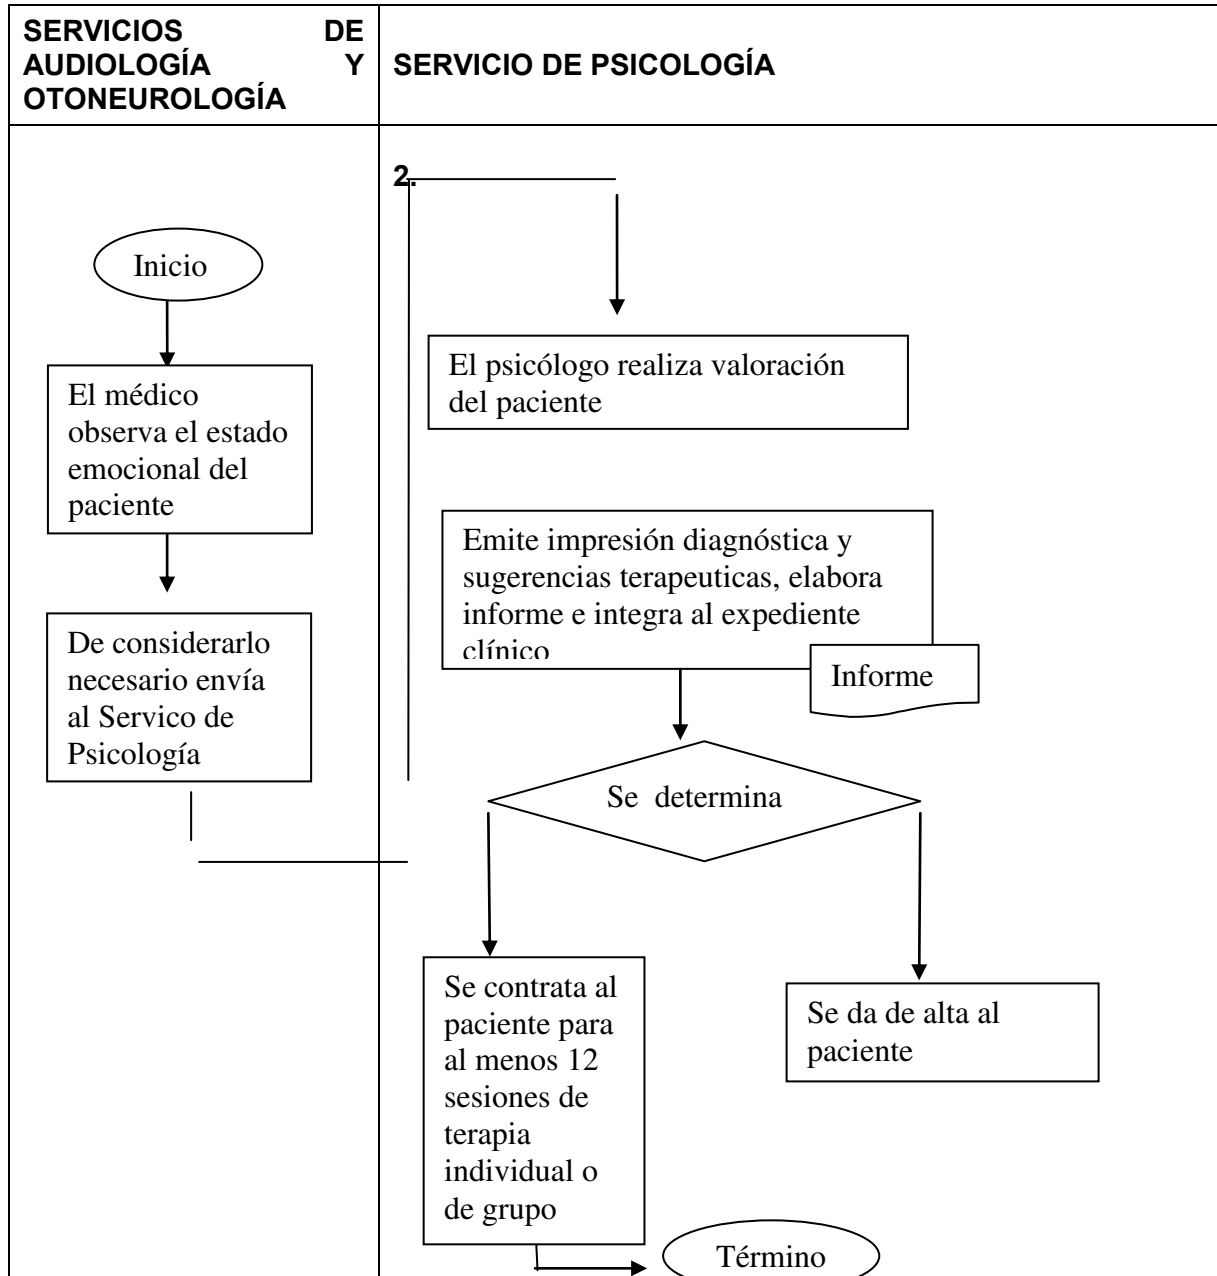 SERVICIOS DE
AUDIOLOGÍA Y
OTONEUROLOGÍA
SERVICIO DE PSICOLOGÍA
Inicio
El médico
observa el estado
emocional del
paciente
De considerarlo
necesario envía
al Servico de
Psicología
2.
El psicólogo realiza valoración
del paciente
Emite impresión diagnóstica y
sugerencias terapeuticas, elabora
informe e integra al expediente
clínico
Informe
Se determina
Se contrata al
paciente para
al menos 12
sesiones de
terapia
individual o
de grupo
Se da de alta al
paciente
Término